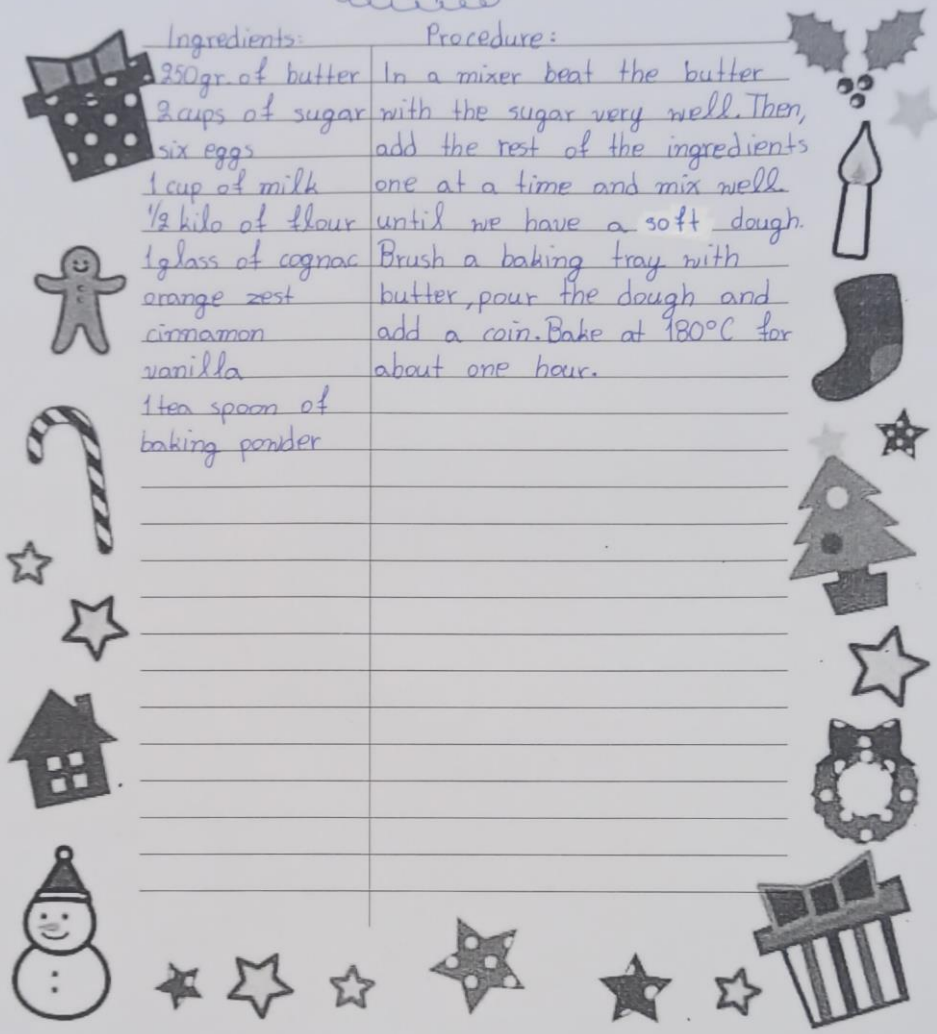 Ingredients:
250gr. of butter
2 cups of sugar
six eggs
1 cup of milk
1/2 kilo of flour
1 glass of cognac
orange zest
cinnamon
vanilla
1 tea spoon of
baking powder
Procedure:
In a mixer beat the butter
with the sugar very well. Then,
add the rest of the ingredients
one at a time and mix well
until we have a soft dough.
Brush a baking tray with
butter, pour the dough and
add a coin. Bake at 180°C for
about one hour.